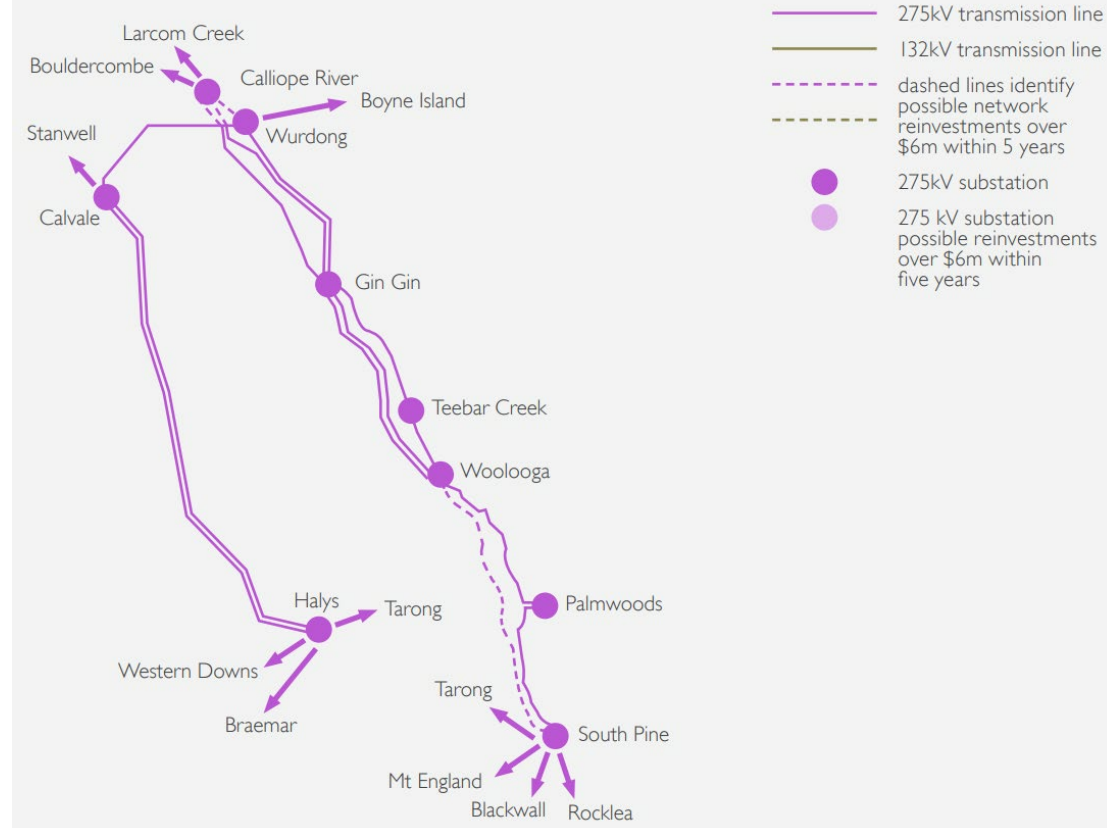 Larcom Creek
Bouldercombe
Calliope River
Boyne Island
Stanwell
Wurdong
Calvale
Gin Gin
Teebar Creek
Woolooga
Halys
Tarong
Palmwoods
Western Downs
Braemar
Tarong
South Pine
Mt England
Blackwall
Rocklea
275kV transmission line
132kV transmission line
dashed lines identify
possible network
reinvestments over
$6m within 5 years
275kV substation
275 kV substation
possible reinvestments
over $6m within
five years